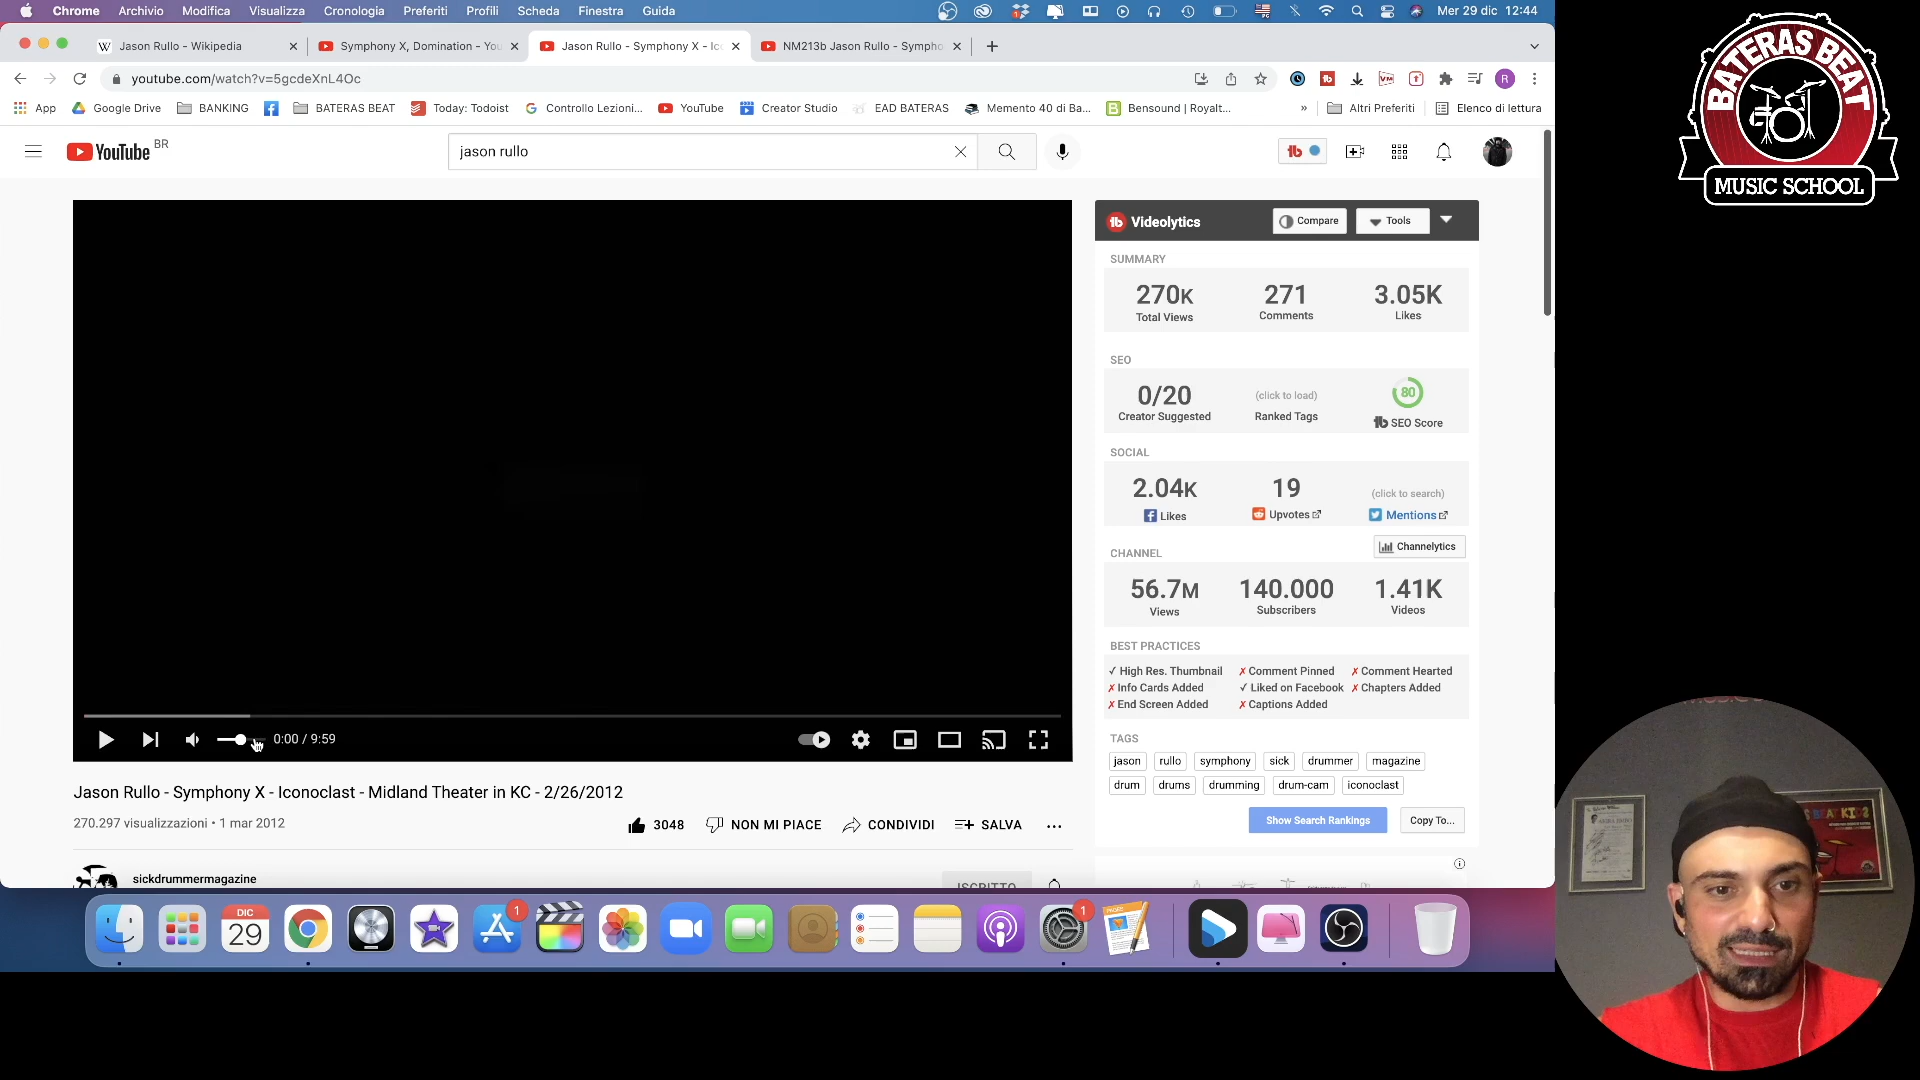 Chrome Archivio Modifica Visualizza Cronologia Preferiti Profili Scheda Finestra Guida Mer 29 dic 12:44
Jason Rullo - Wikipedia Symphony X, Domination - You Jason Rullo - Symphony X - Ico NM213b Jason Rullo - Sympho
youtube.com/watch?v=5gcdeXnL4Oc
App Google Drive BANKING BATERAS BEAT Today: Todoist Controllo Lezioni... YouTube Creator Studio EAD BATERAS Memento 40 di Ba... Bensound | Royalt... » Altri Preferiti Elenco di lettura
YouTube BR
jason rullo
BATERAS BEAT
MUSIC SCHOOL
Videolytics Compare Tools
SUMMARY
270K 271 3.05K
Total Views Comments Likes
SEO
0/20 (click to load) 80
Creator Suggested Ranked Tags SEO Score
SOCIAL
2.04K 19 (click to search)
Likes Upvotes Mentions
CHANNEL Channelytics
56.7M 140.000 1.41K
Views Subscribers Videos
BEST PRACTICES
✓ High Res. Thumbnail ✗ Comment Pinned ✗ Comment Hearted
✗ Info Cards Added ✓ Liked on Facebook ✗ Chapters Added
✗ End Screen Added ✗ Captions Added
TAGS
jason rullo symphony sick drummer magazine
drum drums drumming drum-cam iconoclast
Show Search Rankings Copy To...
0:00 / 9:59
Jason Rullo - Symphony X - Iconoclast - Midland Theater in KC - 2/26/2012
270.297 visualizzazioni • 1 mar 2012
3048 NON MI PIACE CONDIVIDI SALVA
sickdrummermagazine
ISCRITTO
DIC
29
1
1
PAGES